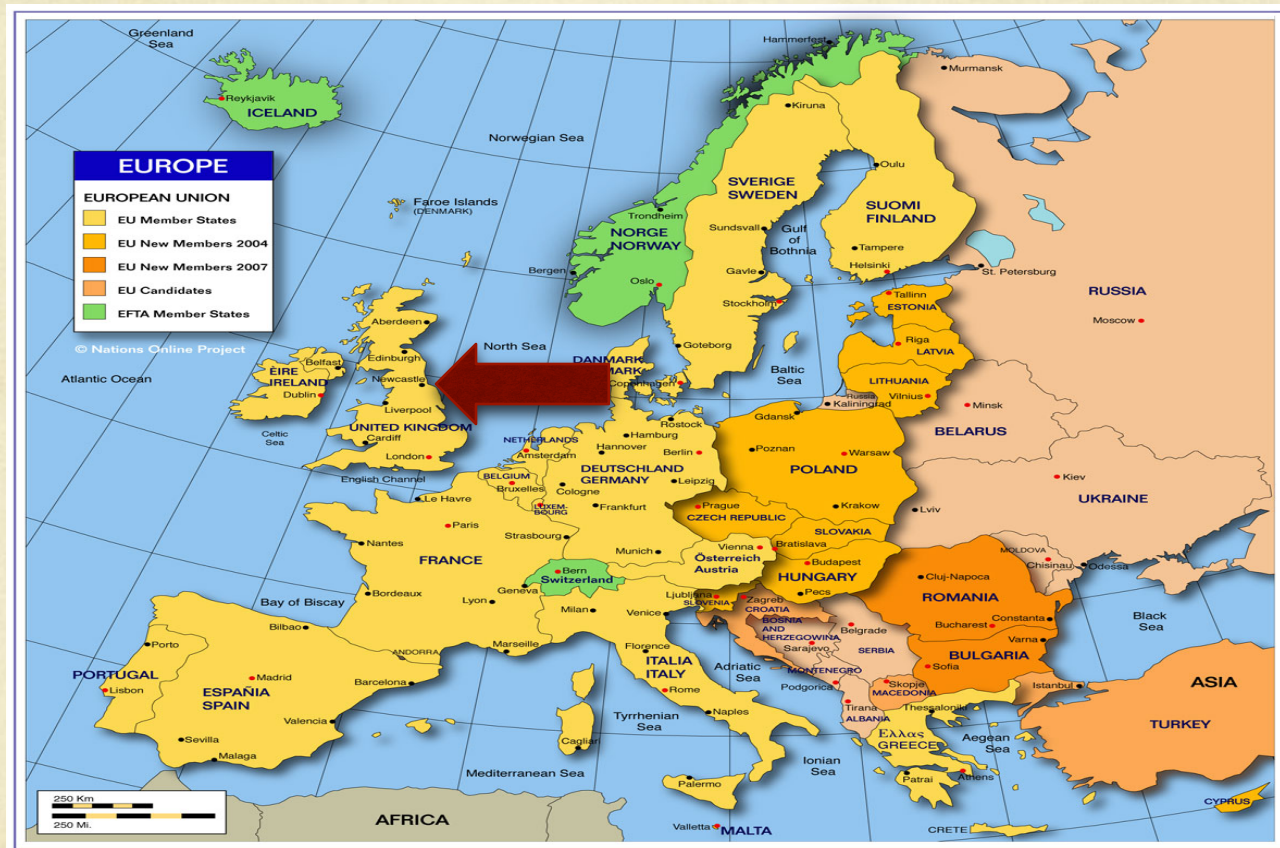 Greenland
Sea
Hammerfest
Murmansk
Reykjavik
ICELAND
Kiruna
Norwegian Sea
EUROPE
EUROPEAN UNION
EU Member States
EU New Members 2004
EU New Members 2007
EU Candidates
EFTA Member States
© Nations Online Project
Oulu
SVERIGE
SWEDEN
SUOMI
FINLAND
Faroe Islands
(DENMARK)
Trondheim
NORGE
NORWAY
Sundsvall
Gulf
of
Bothnia
Tampere
Helsinki
Bergen
Oslo
Gavle
St. Petersburg
Stockholm
Tallinn
ESTONIA
RUSSIA
Moscow
Aberdeen
North Sea
Goteborg
Riga
LATVIA
Edinburgh
DANMARK
Baltic
Sea
Atlantic Ocean
Belfast
ÈIRE
IRELAND
Newcastle
Copenhagen
LITHUANIA
Vilnius
Dublin
Liverpool
Russia
Kaliningrad
Minsk
Gdansk
Rostock
UNITED KINGDOM
Celtic
Sea
Cardiff
Hamburg
BELARUS
NETHERLANDS
Amsterdam
Hannover
Berlin
Poznan
Warsaw
London
POLAND
DEUTSCHLAND
GERMANY
English Channel
BELGIUM
Bruxelles
Cologne
Leipzig
Kiev
Le Havre
LUXEM-
BOURG
Frankfurt
Prague
Krakow
Lviv
UKRAINE
CZECH REPUBLIC
Paris
Strasbourg
SLOVAKIA
Nantes
Munich
Vienna
Bratislava
MOLDOVA
Chisinau
Odessa
FRANCE
Österreich
Austria
Budapest
HUNGARY
Bern
Switzerland
Geneva
Cluj-Napoca
Bordeaux
Lyon
Milan
Ljubljana
SLOVENIA
Zagreb
CROATIA
Pecs
ROMANIA
Bay of Biscay
Venice
BOSNIA
AND
HERZEGOWINA
Sarajevo
Belgrade
Bucharest
Constanta
Black
Sea
Bilbao
Florence
SERBIA
Varna
Porto
ANDORRA
Marseille
ITALIA
ITALY
Adriatic
Sea
MONTENEGRO
Sofia
BULGARIA
PORTUGAL
Lisbon
Madrid
Barcelona
Rome
Podgorica
Skopje
MACEDONIA
Istanbul
ASIA
ESPAÑIA
SPAIN
Naples
Tirana
ALBANIA
Thessaloniki
TURKEY
Valencia
Tyrrhenian
Sea
Ελλας
GREECE
Aegean
Sea
Sevilla
Malaga
Cagliari
Ionian
Sea
Mediterranean Sea
Palermo
Patrai
Athens
250 Km
250 Mi.
AFRICA
CYPRUS
Valletta
MALTA
CRETE